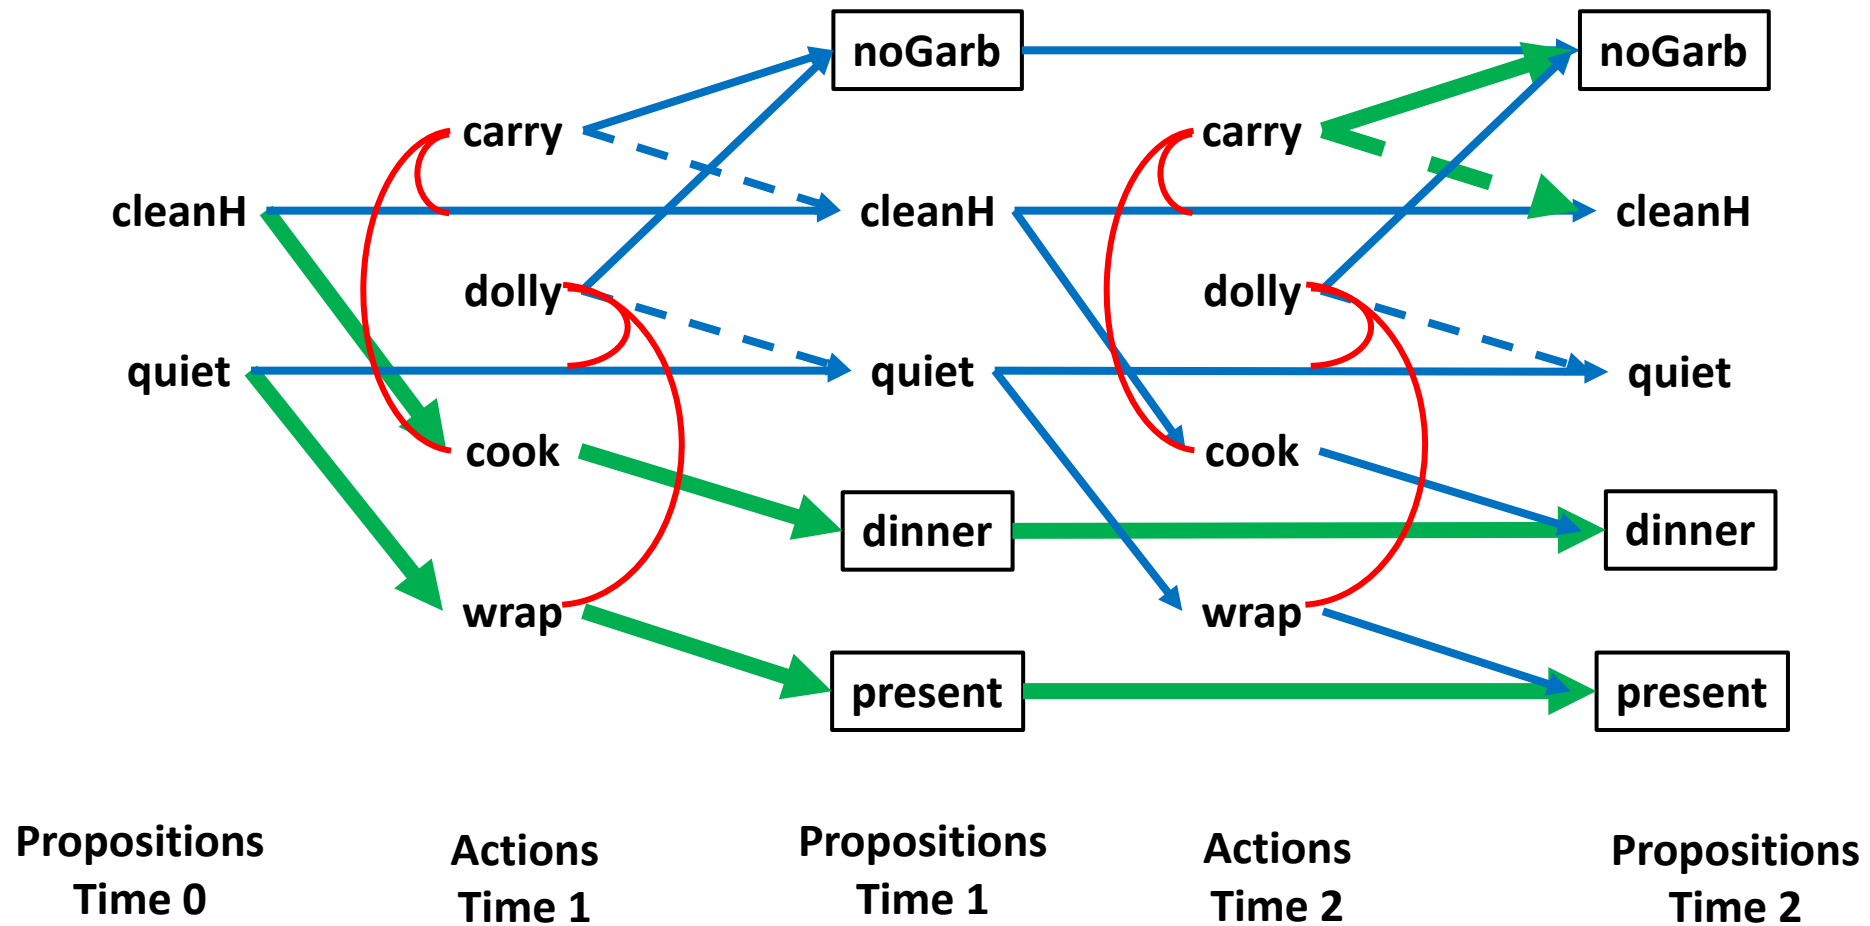 noGarb
noGarb
carry
carry
cleanH
cleanH
cleanH
dolly
dolly
quiet
quiet
quiet
cook
cook
dinner
dinner
wrap
wrap
present
present
Propositions
Time 0
Actions
Time 1
Propositions
Time 1
Actions
Time 2
Propositions
Time 2